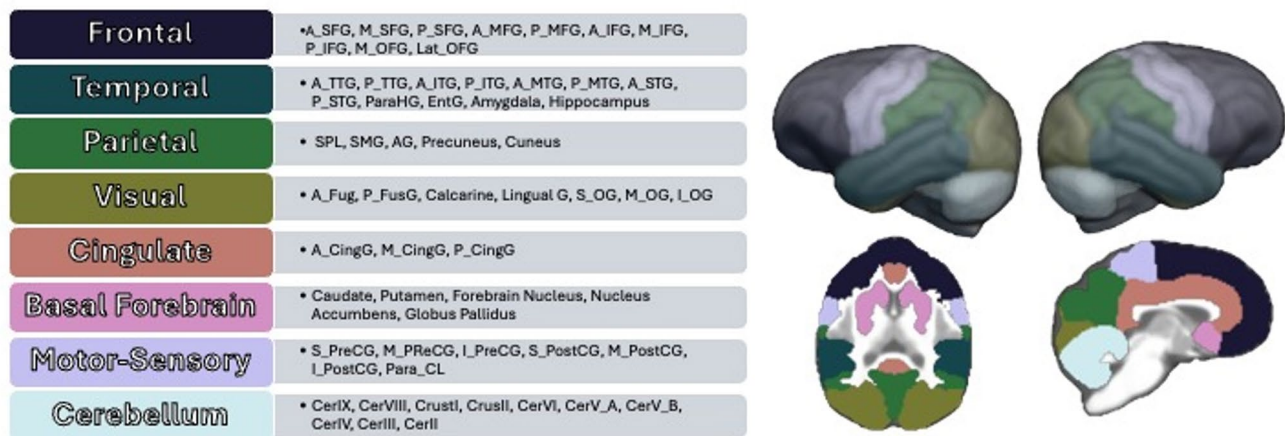 Frontal
•A_SFG, M_SFG, P_SFG, A_MFG, P_MFG, A_IFG, M_IFG,
P_IFG, M_OFG, Lat_OFG
Temporal
• A_TTG, P_TTG, A_ITG, P_ITG, A_MTG, P_MTG, A_STG,
P_STG, ParaHG, EntG, Amygdala, Hippocampus
Parietal
• SPL, SMG, AG, Precuneus, Cuneus
Visual
• A_Fug, P_FusG, Calcarine, Lingual G, S_OG, M_OG, I_OG
Cingulate
• A_CingG, M_CingG, P_CingG
Basal Forebrain
• Caudate, Putamen, Forebrain Nucleus, Nucleus
Accumbens, Globus Pallidus
Motor-Sensory
• S_PreCG, M_PReCG, I_PreCG, S_PostCG, M_PostCG,
I_PostCG, Para_CL
Cerebellum
• CerIX, CerVIII, CrustI, CrusII, CerVI, CerV_A, CerV_B,
CerIV, CerIII, CerII